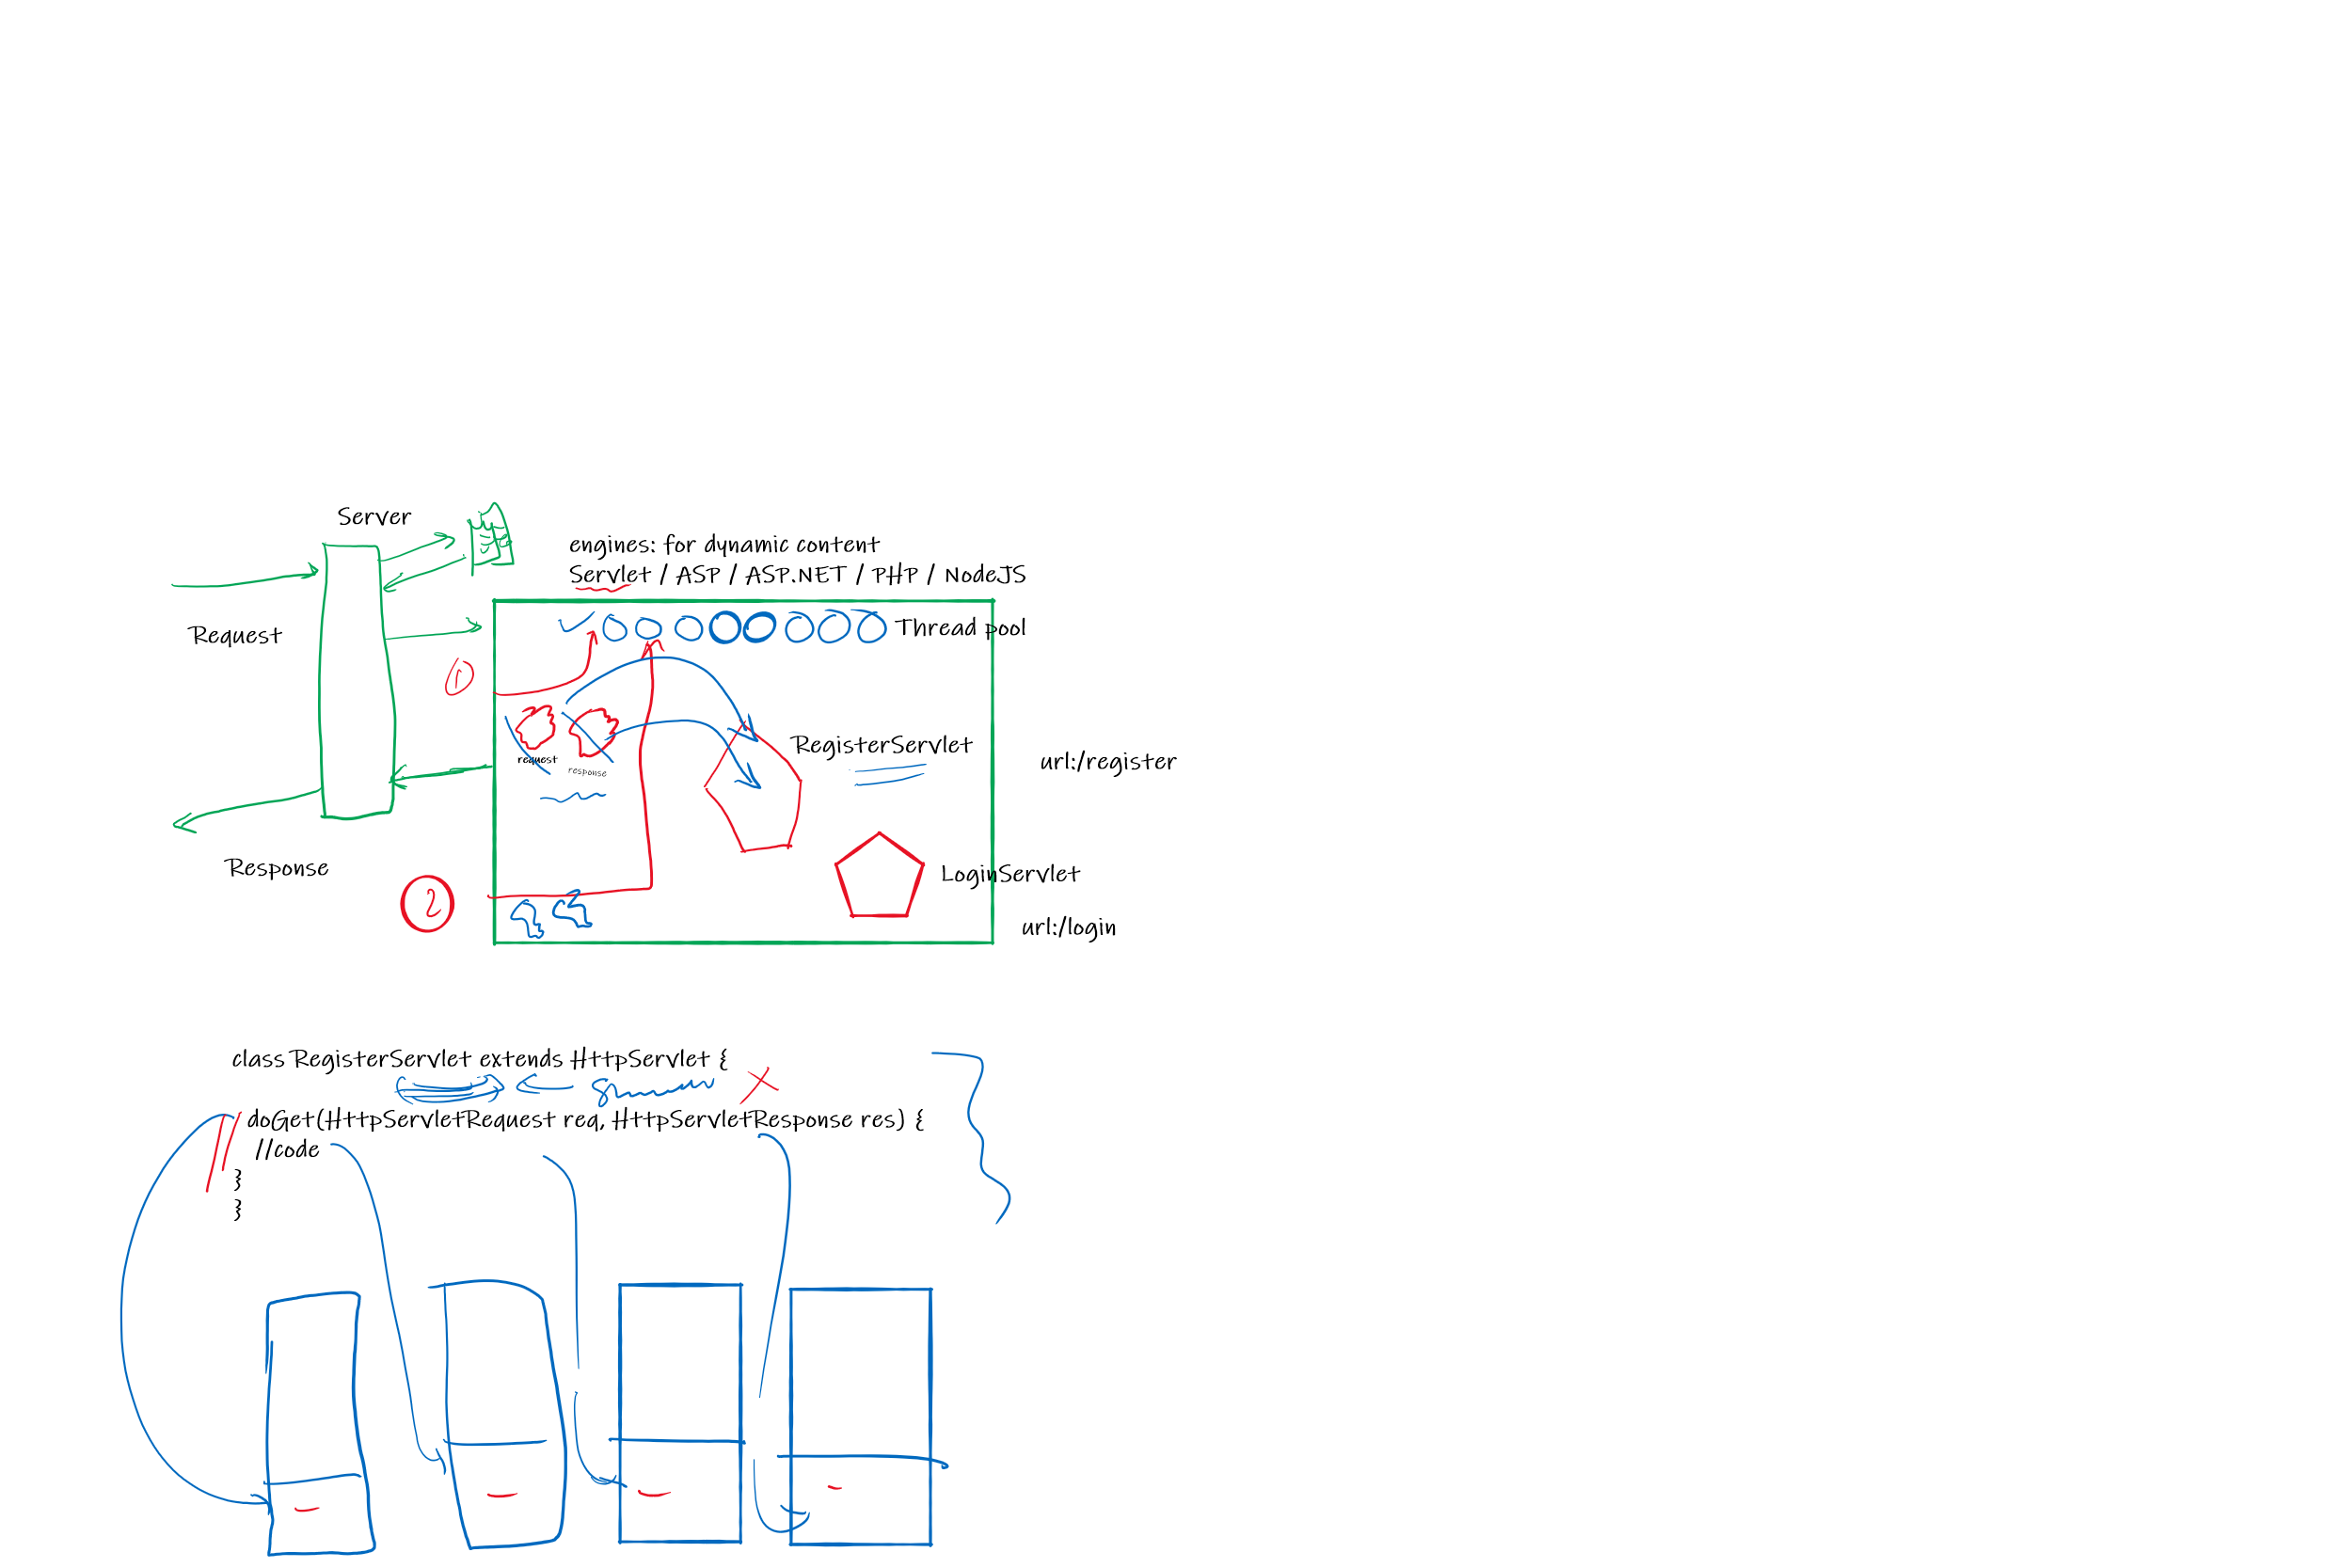 Server
engines: for dynamic content
Servlet / ASP / ASP.NET / PHP / NodeJS
Thread pool
Request
1
RegisterServlet
url:/register
request
response
Response
LoginServlet
2
url:/login
class RegisterServlet extends HttpServlet {
doGet(HttpServletRequest req, HttpServletResponse res) {
//code
}
}